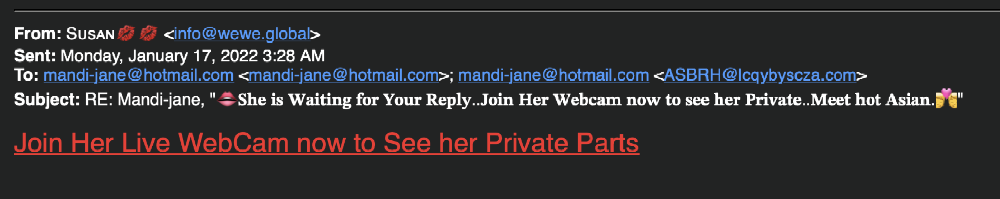 From: Sᴜsᴀɴ💋 💋 <info@wewe.global>
Sent: Monday, January 17, 2022 3:28 AM
To: mandi-jane@hotmail.com <mandi-jane@hotmail.com>; mandi-jane@hotmail.com <ASBRH@lcqybyscza.com>
Subject: RE: Mandi-jane, "👄𝐒𝐡𝐞 𝐢𝐬 𝐖𝐚𝐢𝐭𝐢𝐧𝐠 𝐟𝐨𝐫 𝐘𝐨𝐮𝐫 𝐑𝐞𝐩𝐥𝐲..𝐉𝐨𝐢𝐧 𝐇𝐞𝐫 𝐖𝐞𝐛𝐜𝐚𝐦 𝐧𝐨𝐰 𝐭𝐨 𝐬𝐞𝐞 𝐡𝐞𝐫 𝐏𝐫𝐢𝐯𝐚𝐭𝐞..𝐌𝐞𝐞𝐭 𝐡𝐨𝐭 𝐀𝐬𝐢𝐚𝐧.💏"
Join Her Live WebCam now to See her Private Parts